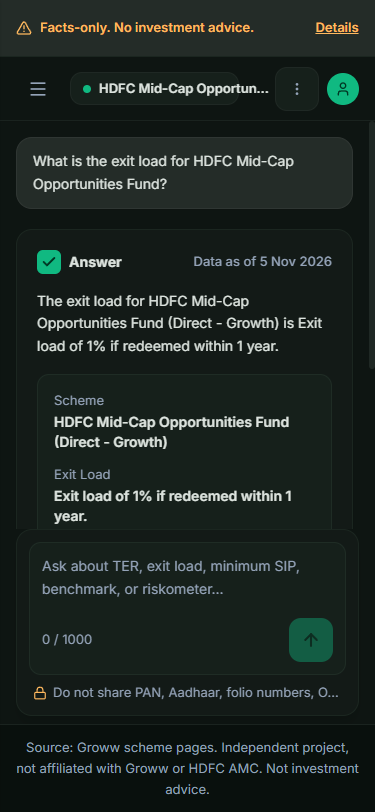 Facts-only. No investment advice.
Details
HDFC Mid-Cap Opportun...
What is the exit load for HDFC Mid-Cap
Opportunities Fund?
Answer
Data as of 5 Nov 2026
The exit load for HDFC Mid-Cap
Opportunities Fund (Direct - Growth) is Exit
load of 1% if redeemed within 1 year.
Scheme
HDFC Mid-Cap Opportunities Fund
(Direct - Growth)
Exit Load
Exit load of 1% if redeemed within 1
year.
Ask about TER, exit load, minimum SIP,
benchmark, or riskometer...
0 / 1000
Do not share PAN, Aadhaar, folio numbers, O...
Source: Groww scheme pages. Independent project,
not affiliated with Groww or HDFC AMC. Not investment
advice.